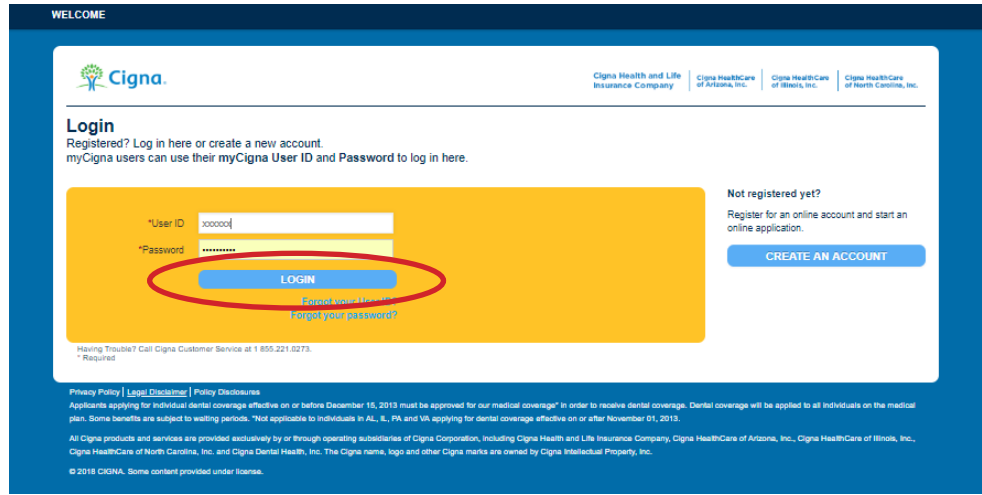 WELCOME
Cigna.
Cigna Health and Life
Insurance Company
Cigna HealthCare
of Arizona, Inc.
Cigna HealthCare
of Illinois, Inc.
Cigna HealthCare
of North Carolina, Inc.
Login
Registered? Log in here or create a new account.
myCigna users can use their myCigna User ID and Password to log in here.
*User ID
xxxxxx
*Password
••••••••••
LOGIN
Forgot your User ID?
Forgot your password?
Not registered yet?
Register for an online account and start an
online application.
CREATE AN ACCOUNT
Having Trouble? Call Cigna Customer Service at 1 855.221.0273.
* Required
Privacy Policy | Legal Disclaimer | Policy Disclosures
Applicants applying for individual dental coverage effective on or before December 15, 2013 must be approved for our medical coverage* in order to receive dental coverage. Dental coverage will be applied to all individuals on the medical
plan. Some benefits are subject to waiting periods. *Not applicable to individuals in AL, IL, PA and VA applying for dental coverage effective on or after November 01, 2013.
All Cigna products and services are provided exclusively by or through operating subsidiaries of Cigna Corporation, including Cigna Health and Life Insurance Company, Cigna HealthCare of Arizona, Inc., Cigna HealthCare of Illinois, Inc.,
Cigna HealthCare of North Carolina, Inc. and Cigna Dental Health, Inc. The Cigna name, logo and other Cigna marks are owned by Cigna Intellectual Property, Inc.
© 2018 CIGNA. Some content provided under license.